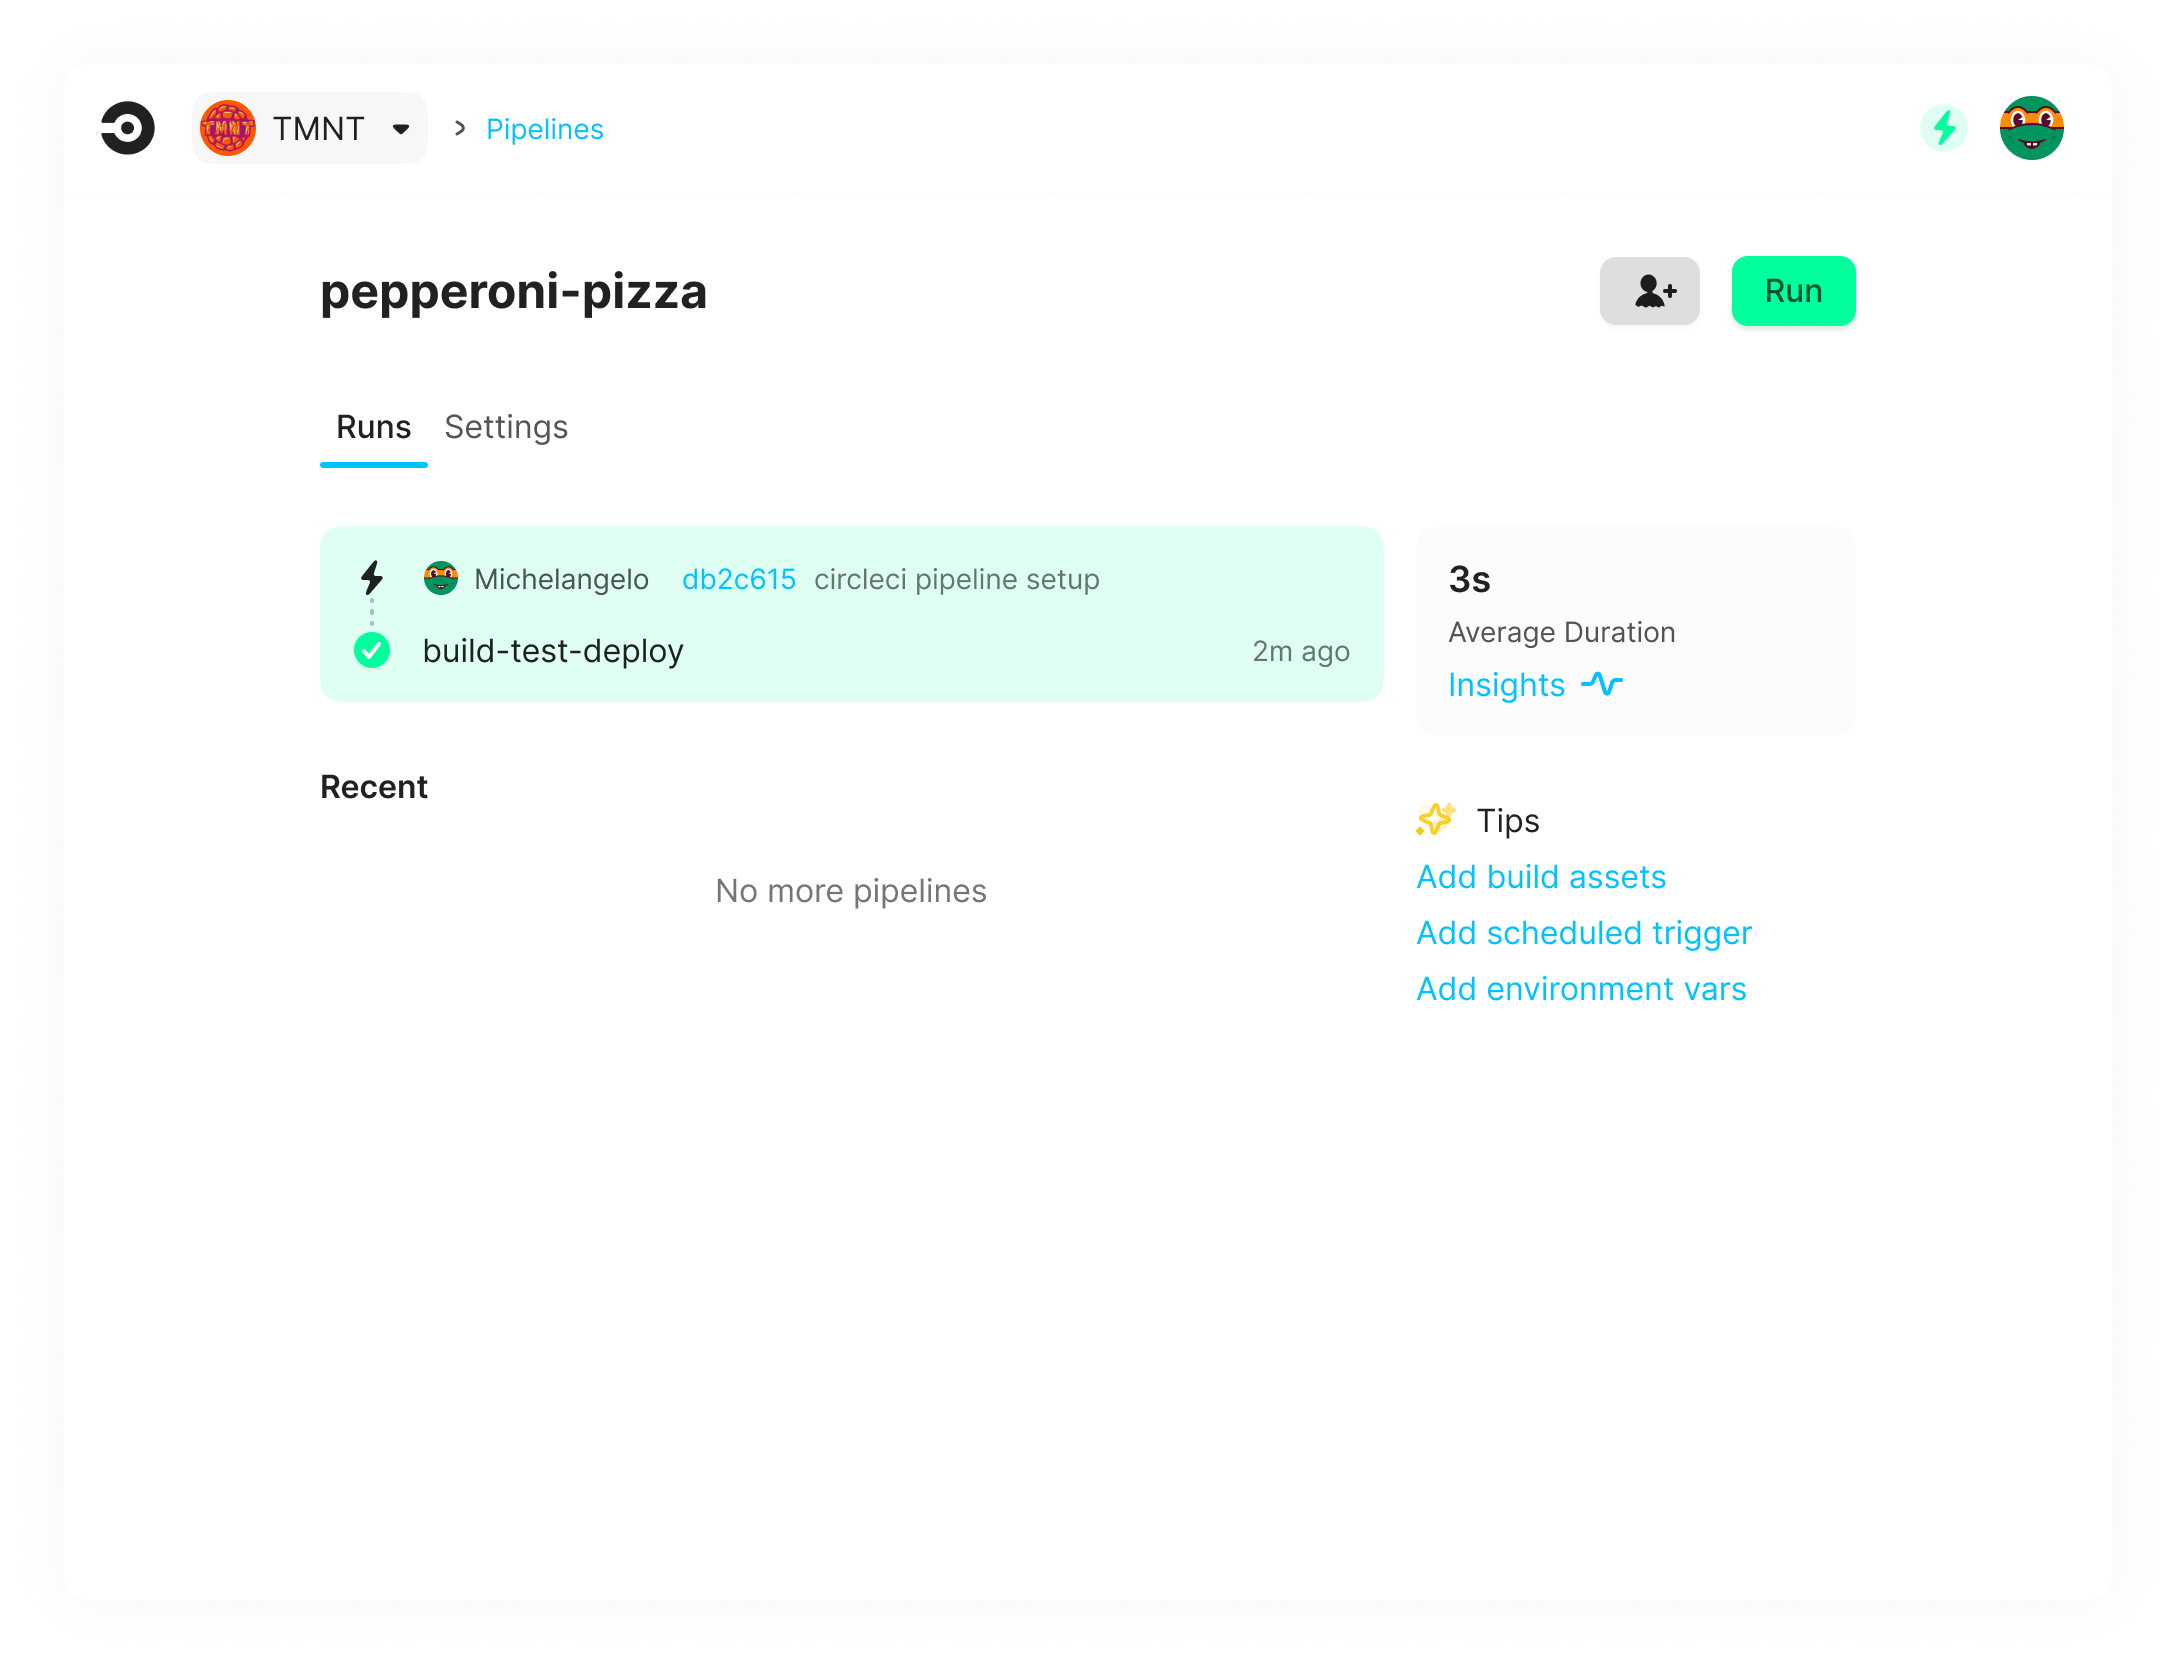 TMNT
TMNT
Pipelines
pepperoni-pizza
Run
Runs
Settings
Michelangelo db2c615 circleci pipeline setup
build-test-deploy
2m ago
3s
Average Duration
Insights
Recent
No more pipelines
Tips
Add build assets
Add scheduled trigger
Add environment vars